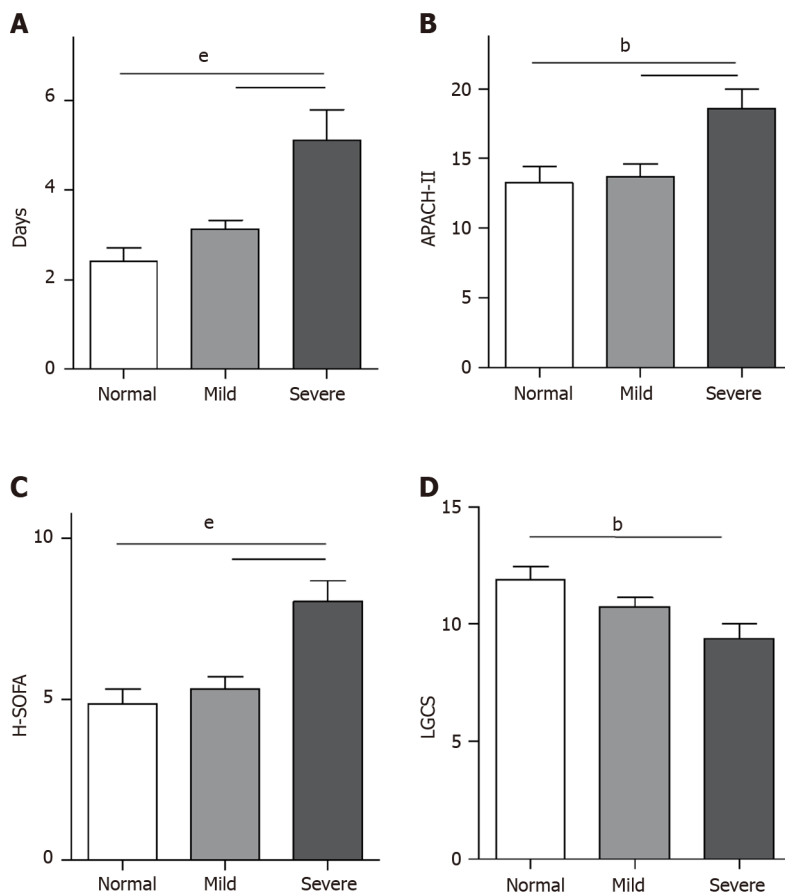 A
e
6
4
2
0
Days
Normal Mild Severe
B
b
20
15
10
5
0
APACH-II
Normal Mild Severe
C
e
10
5
0
H-SOFA
Normal Mild Severe
D
b
15
10
5
0
LGCS
Normal Mild Severe